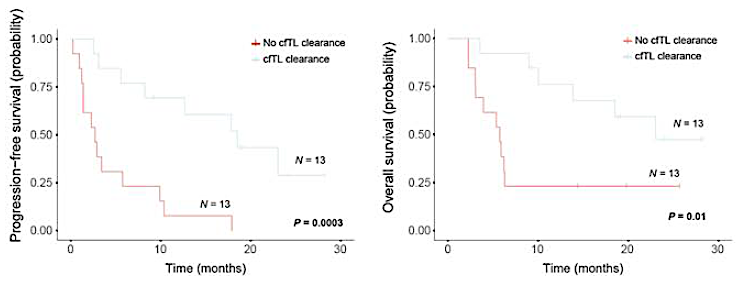 Progression−free survival (probability)
1.00
0.75
0.50
0.25
0.00
No cfTL clearance
cfTL clearance
N = 13
N = 13
P = 0.0003
0
10
20
30
Time (months)
Overall survival (probability)
1.00
0.75
0.50
0.25
0.00
No cfTL clearance
cfTL clearance
N = 13
N = 13
P = 0.01
0
10
20
30
Time (months)